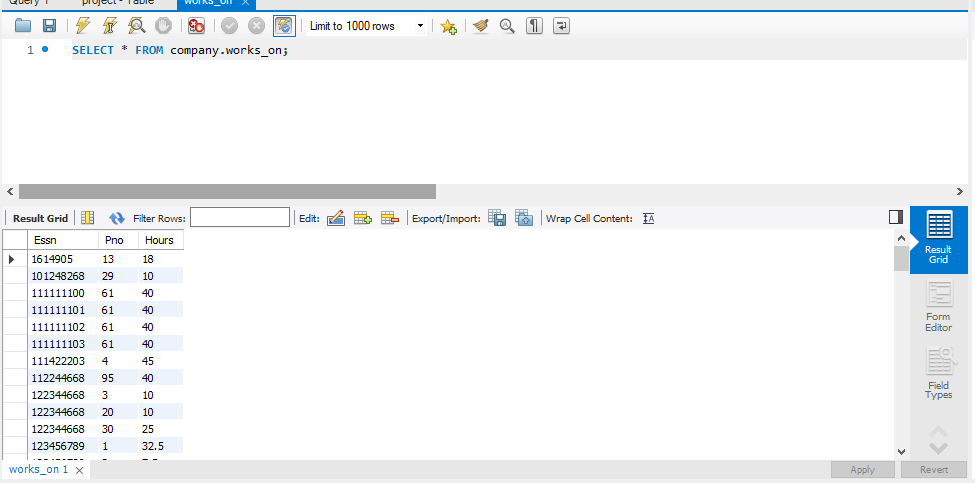 Query 1 project - Table works_on
Limit to 1000 rows
1 SELECT * FROM company.works_on;
Result Grid Filter Rows: Edit: Export/Import: Wrap Cell Content:
Essn Pno Hours
1614905 13 18
101248268 29 10
111111100 61 40
111111101 61 40
111111102 61 40
111111103 61 40
111422203 4 45
112244668 95 40
122344668 3 10
122344668 20 10
122344668 30 25
123456789 1 32.5
Result
Grid
Form
Editor
Field
Types
works_on 1 Apply Revert